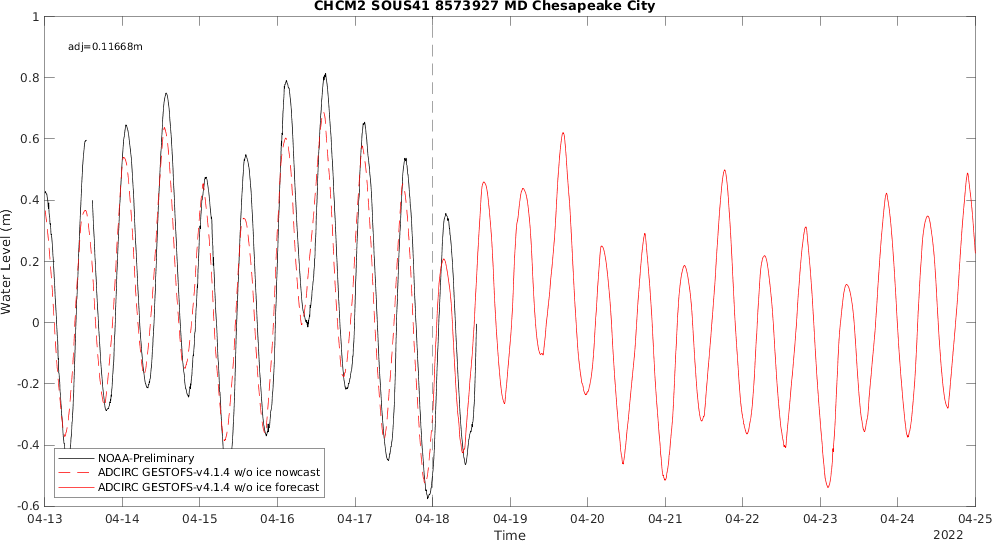 CHCM2 SOUS41 8573927 MD Chesapeake City
adj=0.11668m
1
0.8
0.6
0.4
0.2
0
-0.2
-0.4
-0.6
Water Level (m)
NOAA-Preliminary
ADCIRC GESTOFS-v4.1.4 w/o ice nowcast
ADCIRC GESTOFS-v4.1.4 w/o ice forecast
04-13 04-14 04-15 04-16 04-17 04-18 04-19 04-20 04-21 04-22 04-23 04-24 04-25
Time
2022